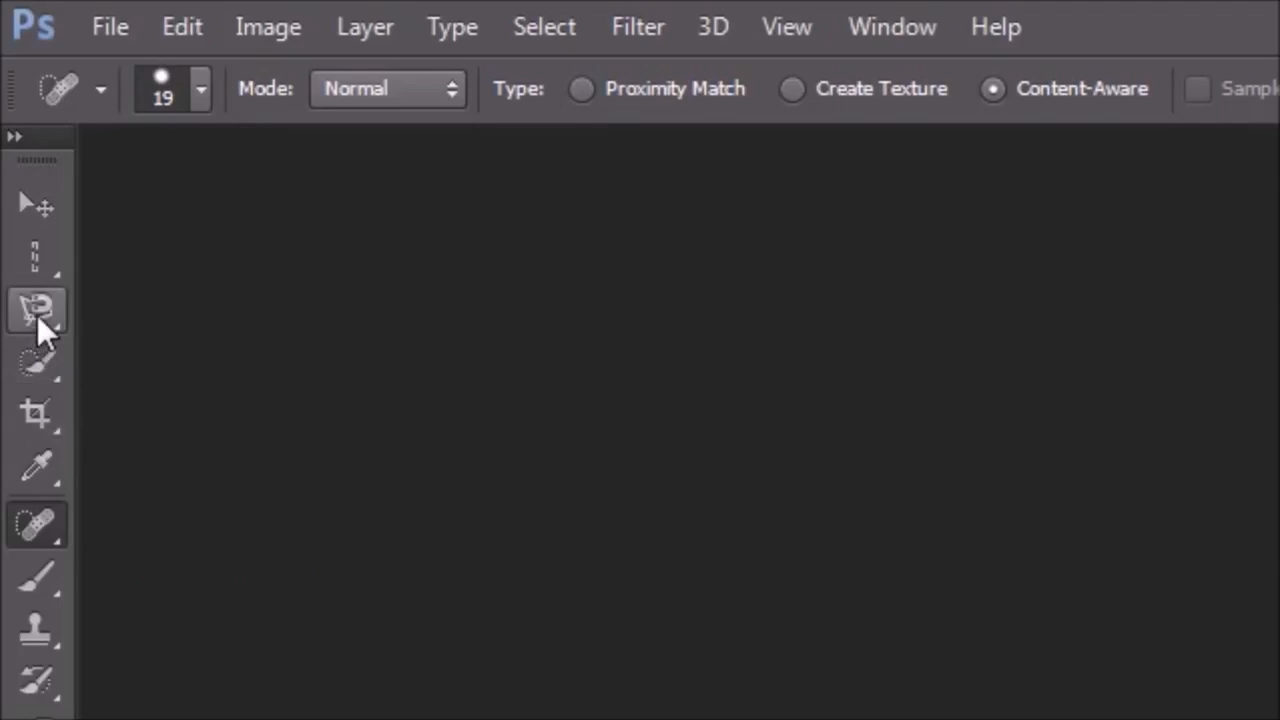 Ps File Edit Image Layer Type Select Filter 3D View Window Help
19 Mode: Normal Type: Proximity Match Create Texture Content-Aware